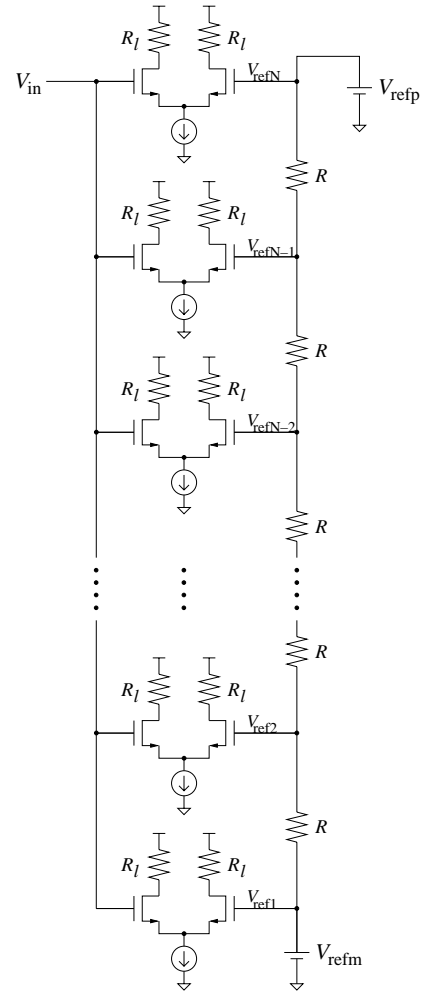 R_l R_l
V_in V_refN V_refp
R
R_l R_l
V_refN–1
R
R_l R_l
V_refN–2
R
R
R_l R_l
V_ref2
R
R_l R_l
V_ref1
V_refm